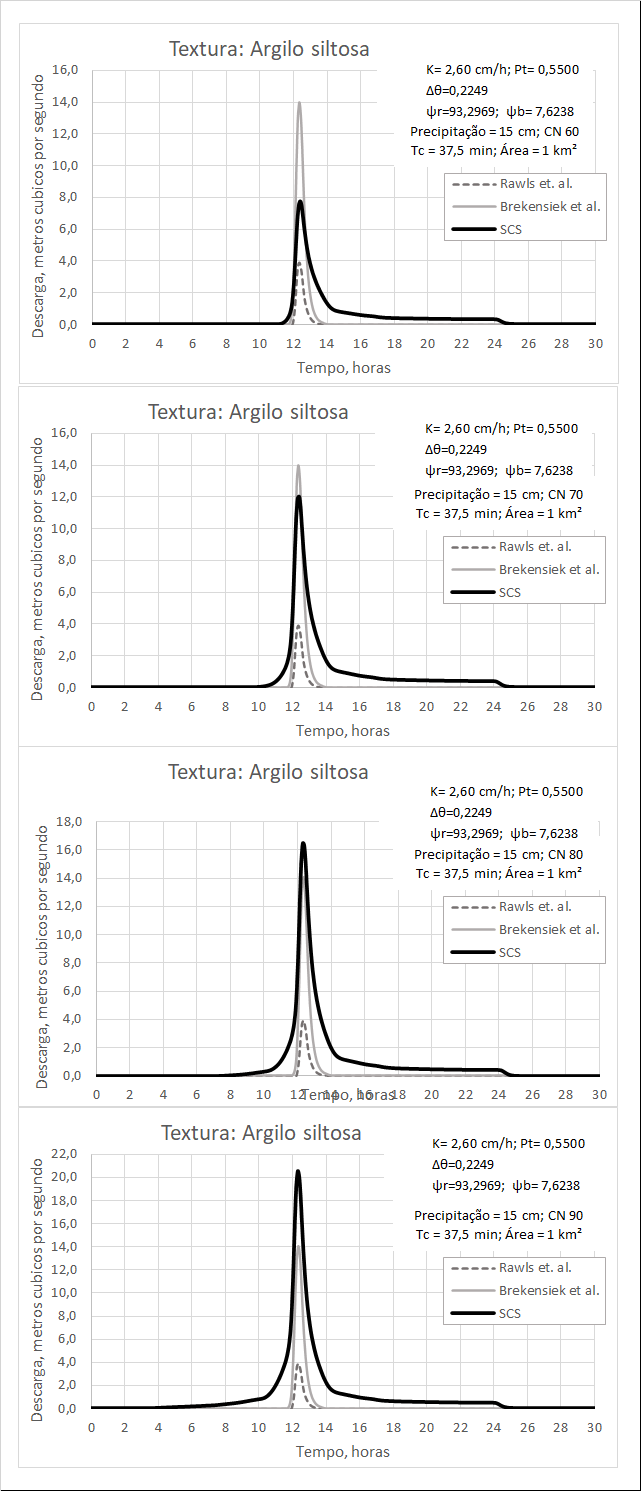 Textura: Argilo siltosa
K= 2,60 cm/h; Pt= 0,5500
Δθ=0,2249
ψr=93,2969; ψb= 7,6238
Precipitação = 15 cm; CN 60
Tc = 37,5 min; Área = 1 km²
Rawls et. al.
Brekensiek et al.
SCS
Descarga, metros cubicos por segundo
16,0
14,0
12,0
10,0
8,0
6,0
4,0
2,0
0,0
0 2 4 6 8 10 12 14 16 18 20 22 24 26 28 30
Tempo, horas
Textura: Argilo siltosa
K= 2,60 cm/h; Pt= 0,5500
Δθ=0,2249
ψr=93,2969; ψb= 7,6238
Precipitação = 15 cm; CN 70
Tc = 37,5 min; Área = 1 km²
Rawls et. al.
Brekensiek et al.
SCS
Descarga, metros cubicos por segundo
16,0
14,0
12,0
10,0
8,0
6,0
4,0
2,0
0,0
0 2 4 6 8 10 12 14 16 18 20 22 24 26 28 30
Tempo, horas
Textura: Argilo siltosa
K= 2,60 cm/h; Pt= 0,5500
Δθ=0,2249
ψr=93,2969; ψb= 7,6238
Precipitação = 15 cm; CN 80
Tc = 37,5 min; Área = 1 km²
Rawls et. al.
Brekensiek et al.
SCS
Descarga, metros cubicos por segundo
18,0
16,0
14,0
12,0
10,0
8,0
6,0
4,0
2,0
0,0
0 2 4 6 8 10 12 14 16 18 20 22 24 26 28 30
Tempo, horas
Textura: Argilo siltosa
K= 2,60 cm/h; Pt= 0,5500
Δθ=0,2249
ψr=93,2969; ψb= 7,6238
Precipitação = 15 cm; CN 90
Tc = 37,5 min; Área = 1 km²
Rawls et. al.
Brekensiek et al.
SCS
Descarga, metros cubicos por segundo
22,0
20,0
18,0
16,0
14,0
12,0
10,0
8,0
6,0
4,0
2,0
0,0
0 2 4 6 8 10 12 14 16 18 20 22 24 26 28 30
Tempo, horas